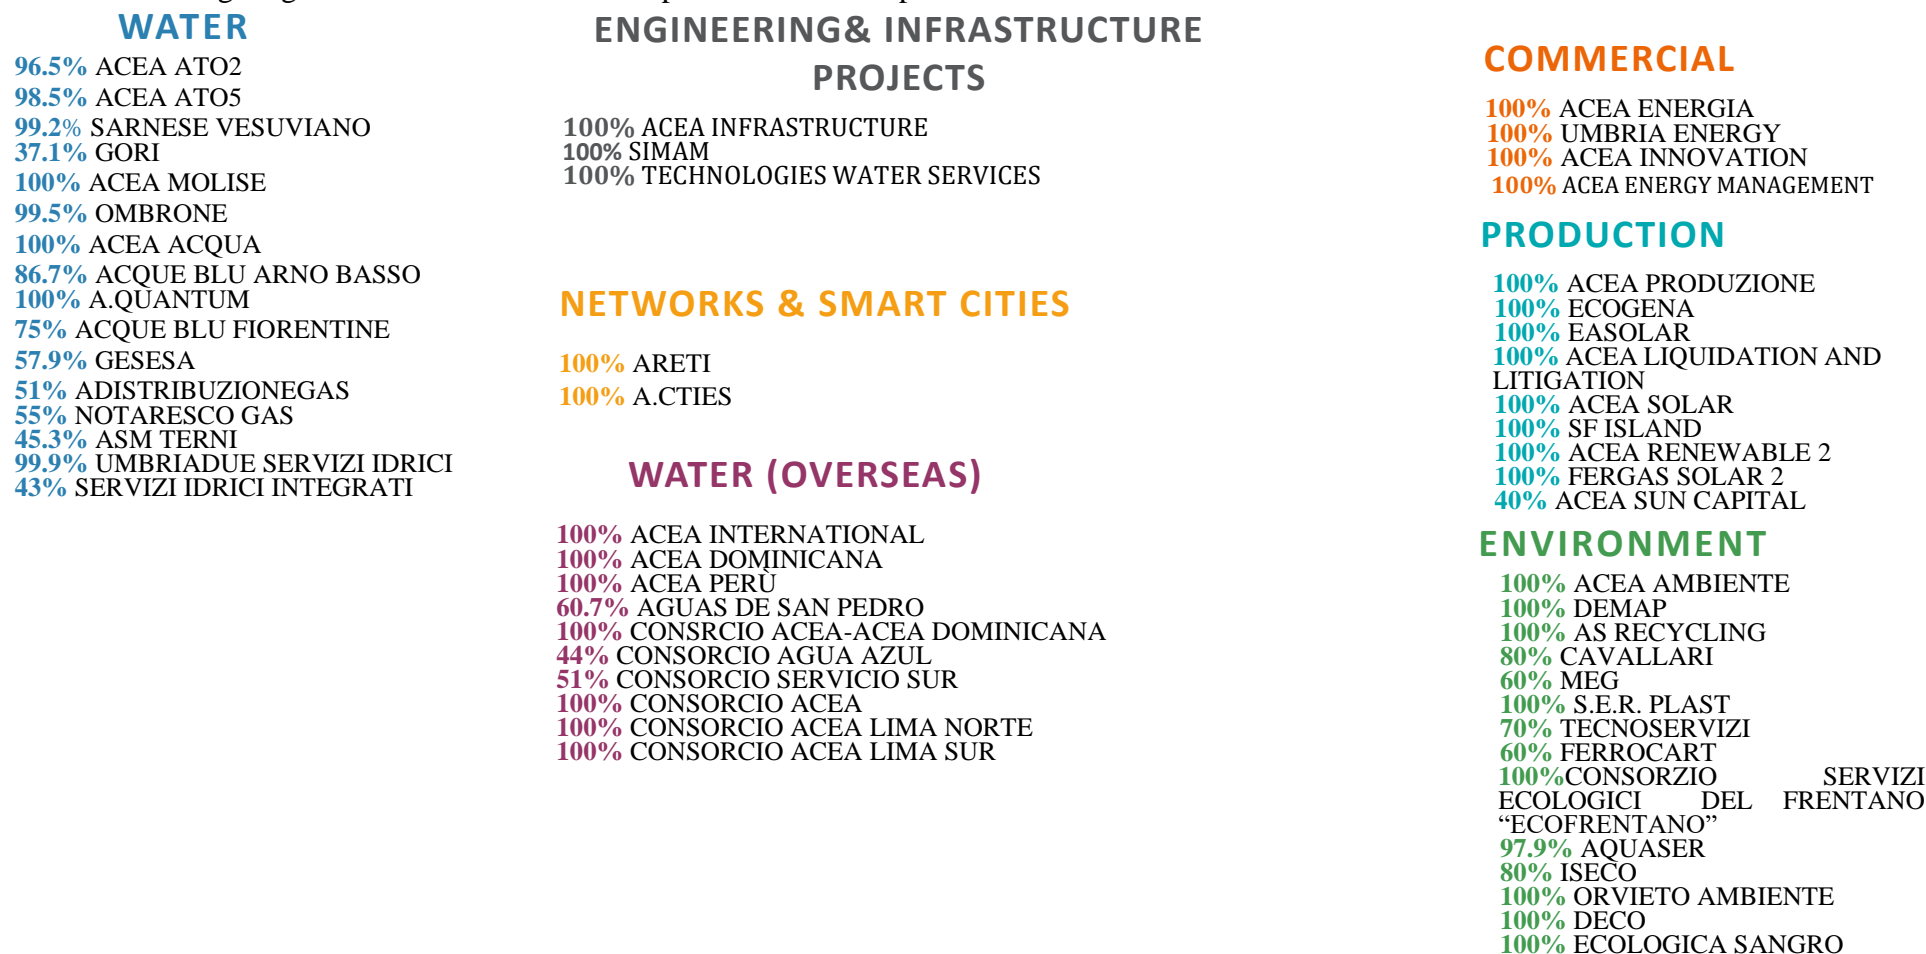 WATER
96.5% ACEA ATO2
98.5% ACEA ATO5
99.2% SARNESE VESUVIANO
37.1% GORI
100% ACEA MOLISE
99.5% OMBRONE
100% ACEA ACQUA
86.7% ACQUE BLU ARNO BASSO
100% A.QUANTUM
75% ACQUE BLU FIORENTINE
57.9% GESESA
51% ADISTRIBUZIONEGAS
55% NOTARESCO GAS
45.3% ASM TERNI
99.9% UMBRIADUE SERVIZI IDRICI
43% SERVIZI IDRICI INTEGRATI
ENGINEERING& INFRASTRUCTURE
PROJECTS
100% ACEA INFRASTRUCTURE
100% SIMAM
100% TECHNOLOGIES WATER SERVICES
NETWORKS & SMART CITIES
100% ARETI
100% A.CTIES
WATER (OVERSEAS)
100% ACEA INTERNATIONAL
100% ACEA DOMINICANA
100% ACEA PERÙ
60.7% AGUAS DE SAN PEDRO
100% CONSRCIO ACEA-ACEA DOMINICANA
44% CONSORCIO AGUA AZUL
51% CONSORCIO SERVICIO SUR
100% CONSORCIO ACEA
100% CONSORCIO ACEA LIMA NORTE
100% CONSORCIO ACEA LIMA SUR
COMMERCIAL
100% ACEA ENERGIA
100% UMBRIA ENERGY
100% ACEA INNOVATION
100% ACEA ENERGY MANAGEMENT
PRODUCTION
100% ACEA PRODUZIONE
100% ECOGENA
100% EASOLAR
100% ACEA LIQUIDATION AND
LITIGATION
100% ACEA SOLAR
100% SF ISLAND
100% ACEA RENEWABLE 2
100% FERGAS SOLAR 2
40% ACEA SUN CAPITAL
ENVIRONMENT
100% ACEA AMBIENTE
100% DEMAP
100% AS RECYCLING
80% CAVALLARI
60% MEG
100% S.E.R. PLAST
70% TECNOSERVIZI
60% FERROCART
100%CONSORZIO SERVIZI
ECOLOGICI DEL FRENTANO
“ECOFRENTANO”
97.9% AQUASER
80% ISECO
100% ORVIETO AMBIENTE
100% DECO
100% ECOLOGICA SANGRO